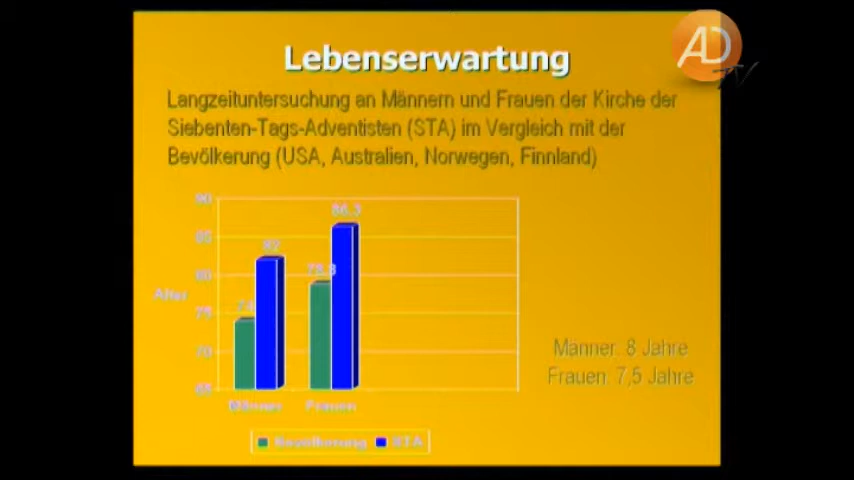 AD
TV
Lebenserwartung
Langzeituntersuchung an Männern und Frauen der Kirche der
Siebenten-Tags-Adventisten (STA) im Vergleich mit der
Bevölkerung (USA, Australien, Norwegen, Finnland)
90
85
80
75
70
65
Alter
74
82
78.8
86.3
Männer
Frauen
Bevölkerung
STA
Männer: 8 Jahre
Frauen: 7,5 Jahre